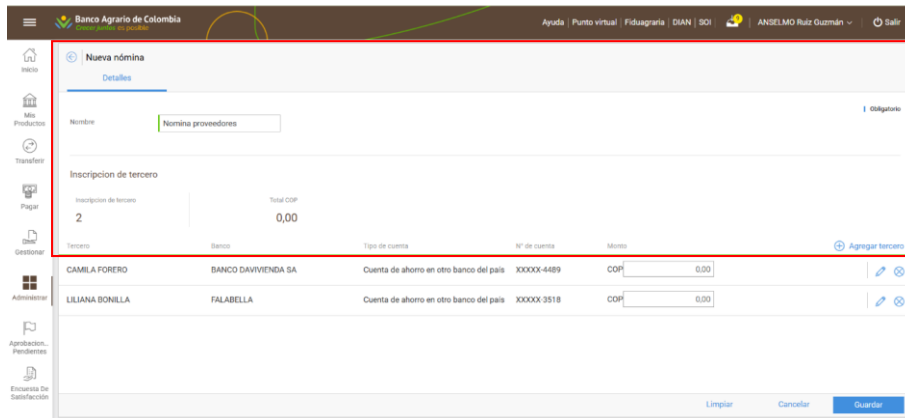 Banco Agrario de Colombia
Crecer juntos es posible
Ayuda | Punto virtual | Fiduagraria | DIAN | SOI
ANSELMO Ruiz Guzmán
Salir
Inicio
Mis
Productos
Transferir
Pagar
Gestionar
Administrar
Aprobacion...
Pendientes
Encuesta De
Satisfacción
Nueva nómina
Detalles
Obligatorio
Nombre
Nomina proveedores
Inscripcion de tercero
Inscripcion de tercero Total COP
2 0,00
Tercero Banco Tipo de cuenta N° de cuenta Monto Agregar tercero
CAMILA FORERO BANCO DAVIVIENDA SA Cuenta de ahorro en otro banco del país XXXXX-4489 COP 0,00
LILIANA BONILLA FALABELLA Cuenta de ahorro en otro banco del país XXXXX-3518 COP 0,00
Limpiar Cancelar Guardar